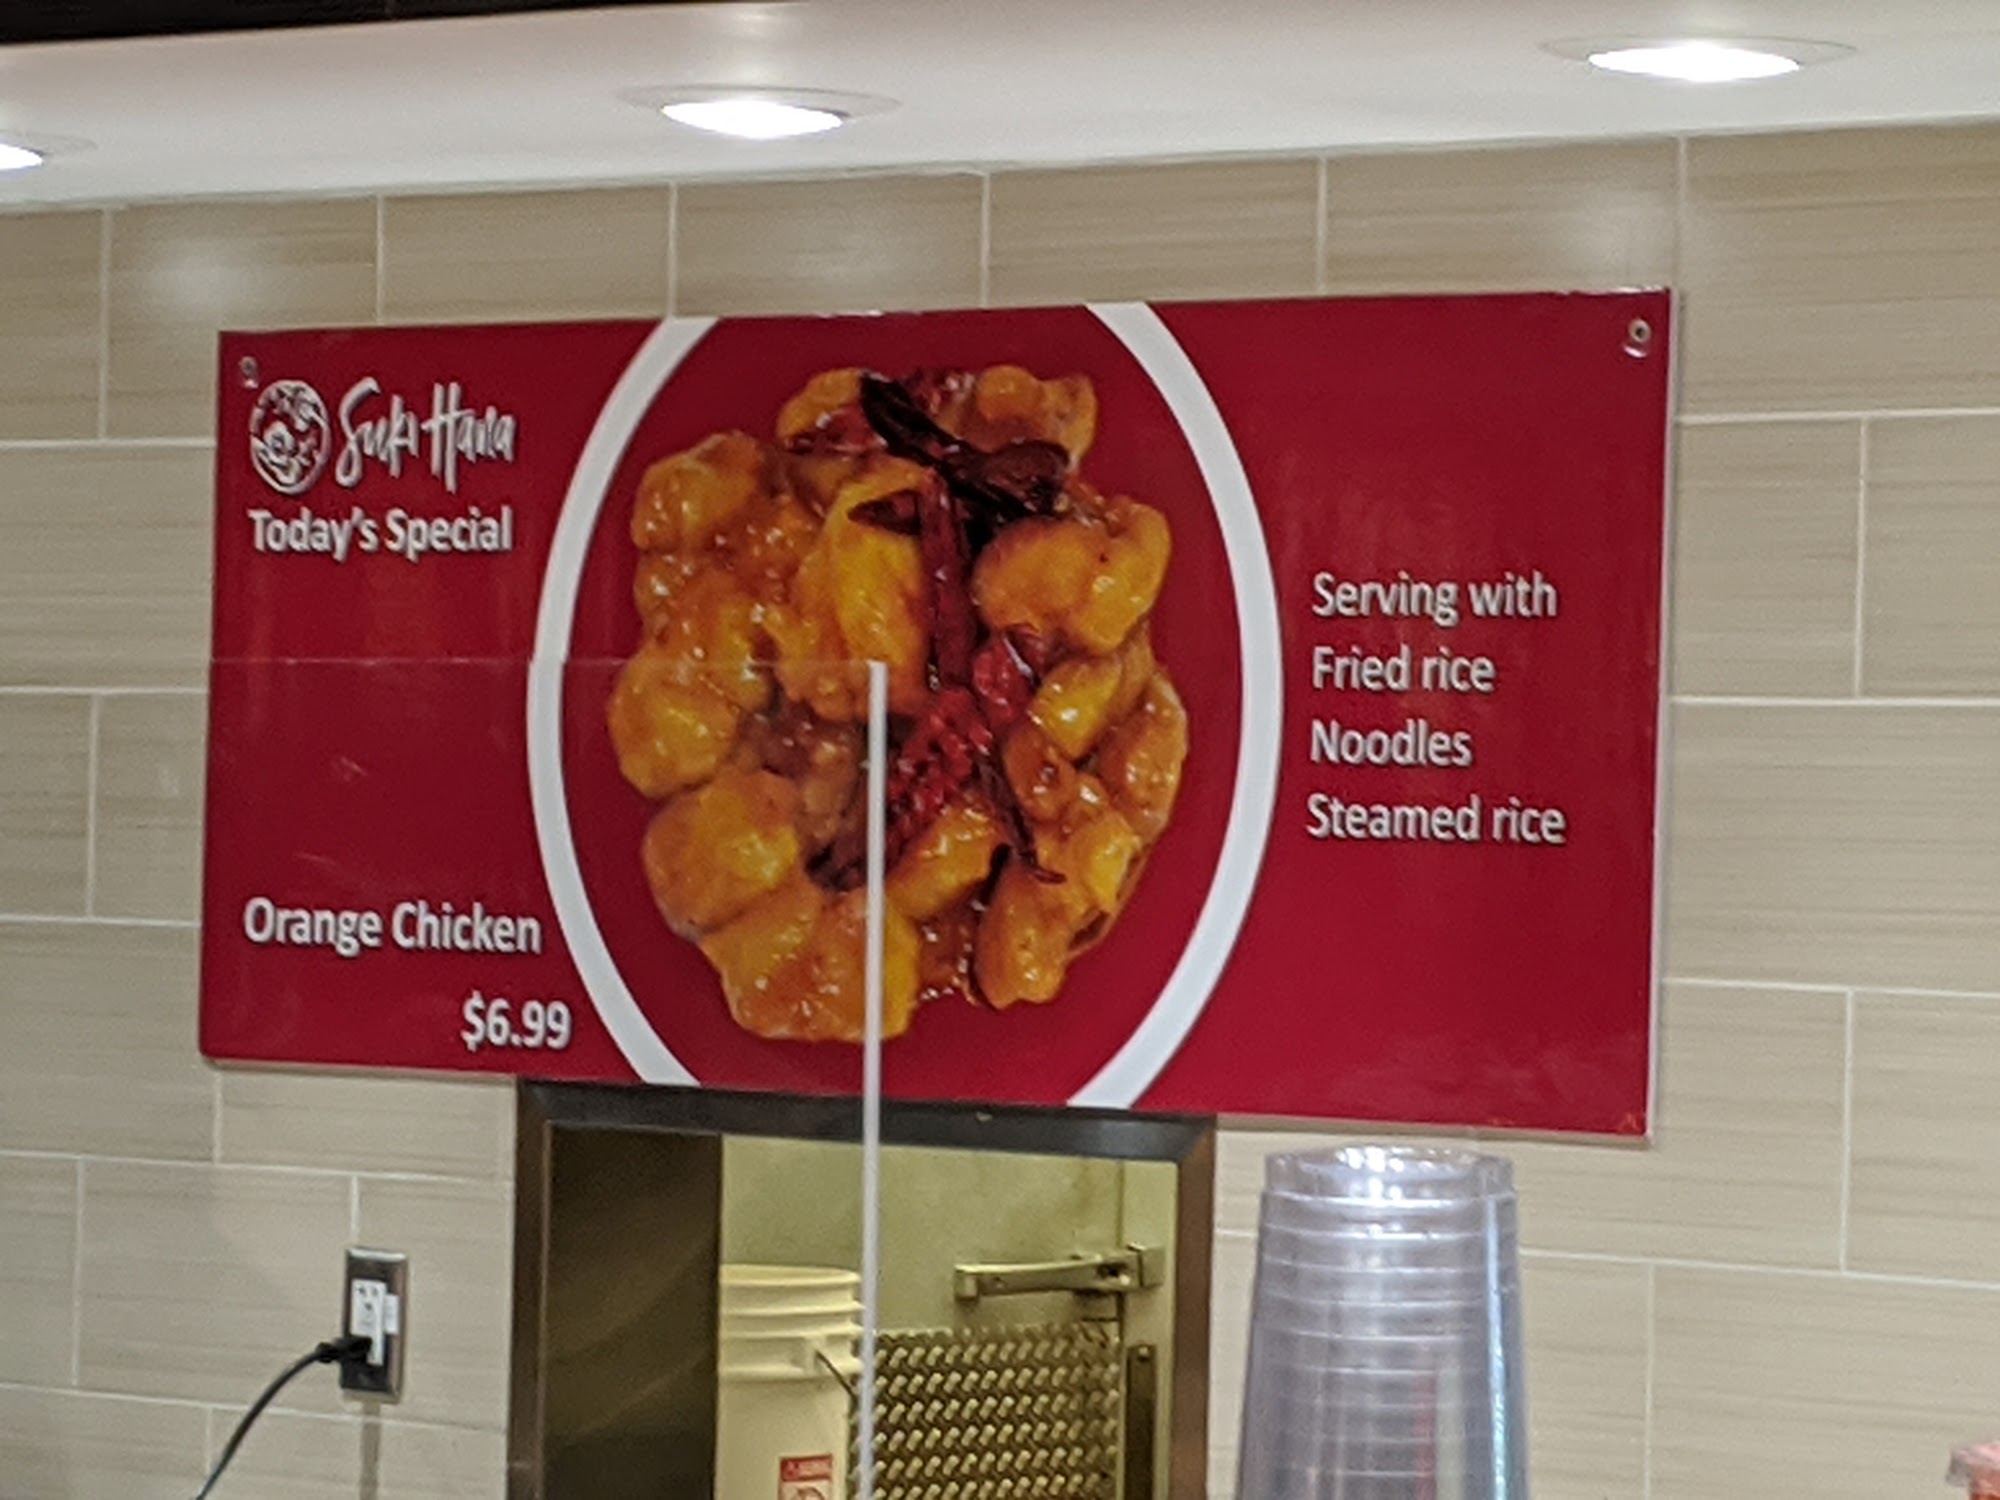 Suki Hana
Today's Special
Orange Chicken
$6.99
Serving with
Fried rice
Noodles
Steamed rice